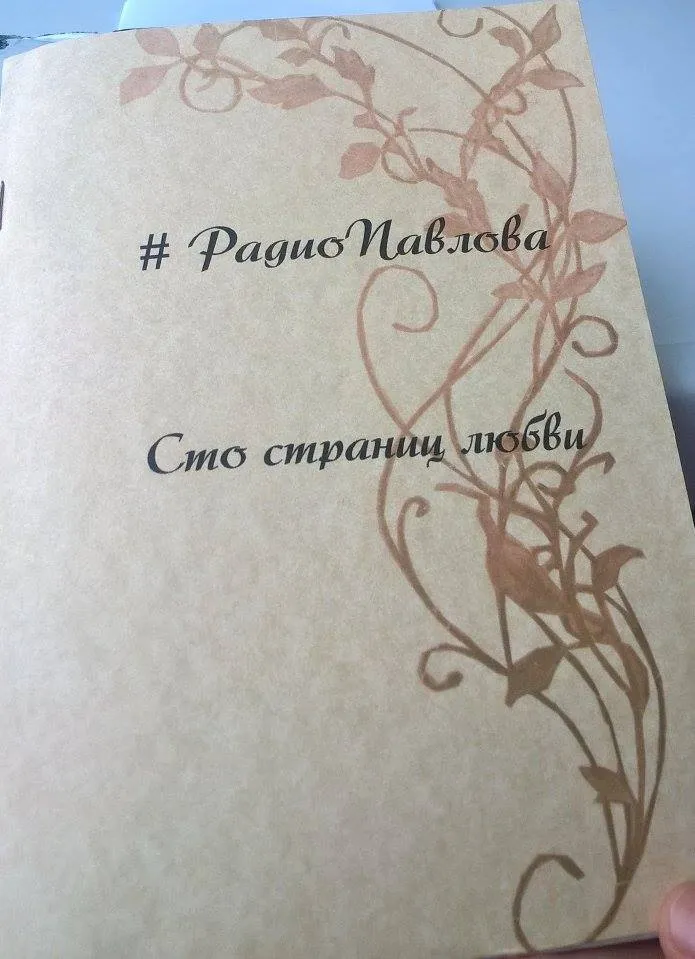 # РадиоПавлова
Сто страниц любви